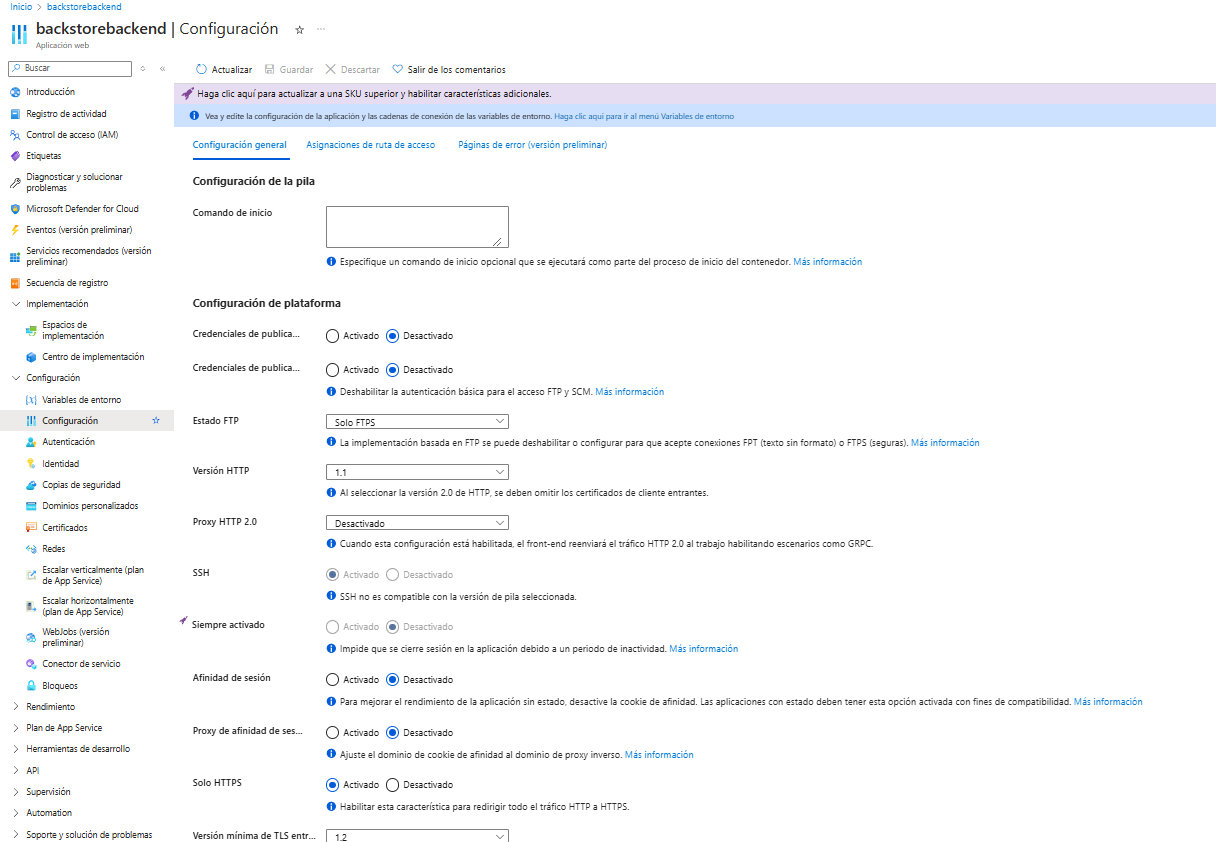 Inicio > backstorebackend
backstorebackend | Configuración
Aplicación web
Buscar
Introducción
Registro de actividad
Control de acceso (IAM)
Etiquetas
Diagnosticar y solucionar
problemas
Microsoft Defender for Cloud
Eventos (versión preliminar)
Servicios recomendados (versión
preliminar)
Secuencia de registro
Implementación
Espacios de
implementación
Centro de implementación
Configuración
Variables de entorno
Configuración
Autenticación
Identidad
Copias de seguridad
Dominios personalizados
Certificados
Redes
Escalar verticalmente (plan
de App Service)
Escalar horizontalmente
(plan de App Service)
WebJobs (versión
preliminar)
Conector de servicio
Bloqueos
Rendimiento
Plan de App Service
Herramientas de desarrollo
API
Supervisión
Automation
Soporte y solución de problemas
Actualizar Guardar Descartar Salir de los comentarios
Haga clic aquí para actualizar a una SKU superior y habilitar características adicionales.
Vea y edite la configuración de la aplicación y las cadenas de conexión de las variables de entorno. Haga clic aquí para ir al menú Variables de entorno
Configuración general Asignaciones de ruta de acceso Páginas de error (versión preliminar)
Configuración de la pila
Comando de inicio
Especifique un comando de inicio opcional que se ejecutará como parte del proceso de inicio del contenedor. Más información
Configuración de plataforma
Credenciales de publica... Activado Desactivado
Credenciales de publica... Activado Desactivado
Deshabilitar la autenticación básica para el acceso FTP y SCM. Más información
Estado FTP Solo FTPS
La implementación basada en FTP se puede deshabilitar o configurar para que acepte conexiones FPT (texto sin formato) o FTPS (seguras). Más información
Versión HTTP 1.1
Al seleccionar la versión 2.0 de HTTP, se deben omitir los certificados de cliente entrantes.
Proxy HTTP 2.0 Desactivado
Cuando esta configuración está habilitada, el front-end reenviará el tráfico HTTP 2.0 al trabajo habilitando escenarios como GRPC.
SSH Activado Desactivado
SSH no es compatible con la versión de pila seleccionada.
Siempre activado Activado Desactivado
Impide que se cierre sesión en la aplicación debido a un periodo de inactividad. Más información
Afinidad de sesión Activado Desactivado
Para mejorar el rendimiento de la aplicación sin estado, desactive la cookie de afinidad. Las aplicaciones con estado deben tener esta opción activada con fines de compatibilidad. Más información
Proxy de afinidad de ses... Activado Desactivado
Ajuste el dominio de cookie de afinidad al dominio de proxy inverso. Más información
Solo HTTPS Activado Desactivado
Habilitar esta característica para redirigir todo el tráfico HTTP a HTTPS.
Versión mínima de TLS entr... 1.2